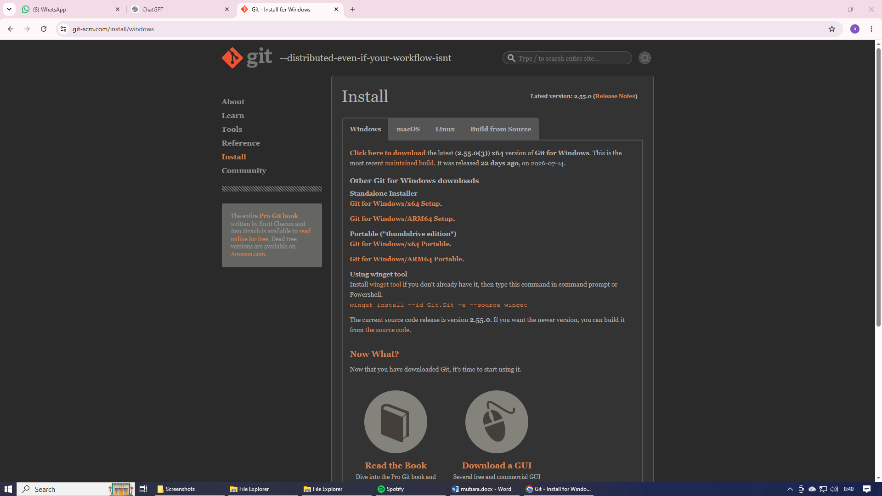 (8) WhatsApp
ChatGPT
Git - Install for Windows
git-scm.com/install/windows
git --distributed-even-if-your-workflow-isnt
Type / to search entire site...
About
Learn
Tools
Reference
Install
Community
The entire Pro Git book
written by Scott Chacon and
Ben Straub is available to read
online for free. Dead tree
versions are available on
Amazon.com.
Install
Latest version: 2.55.0 (Release Notes)
Windows macOS Linux Build from Source
Click here to download the latest (2.55.0(3)) x64 version of Git for Windows. This is the
most recent maintained build. It was released 22 days ago, on 2026-07-14.
Other Git for Windows downloads
Standalone Installer
Git for Windows/x64 Setup.
Git for Windows/ARM64 Setup.
Portable ("thumbdrive edition")
Git for Windows/x64 Portable.
Git for Windows/ARM64 Portable.
Using winget tool
Install winget tool if you don't already have it, then type this command in command prompt or
Powershell.
winget install --id Git.Git -e --source winget
The current source code release is version 2.55.0. If you want the newer version, you can build it
from the source code.
Now What?
Now that you have downloaded Git, it's time to start using it.
Read the Book
Dive into the Pro Git book and
Download a GUI
Several free and commercial GUI
Search
Screenshots
File Explorer
File Explorer
Spotify
mubara.docx - Word
Git - Install for Windo...
8:40